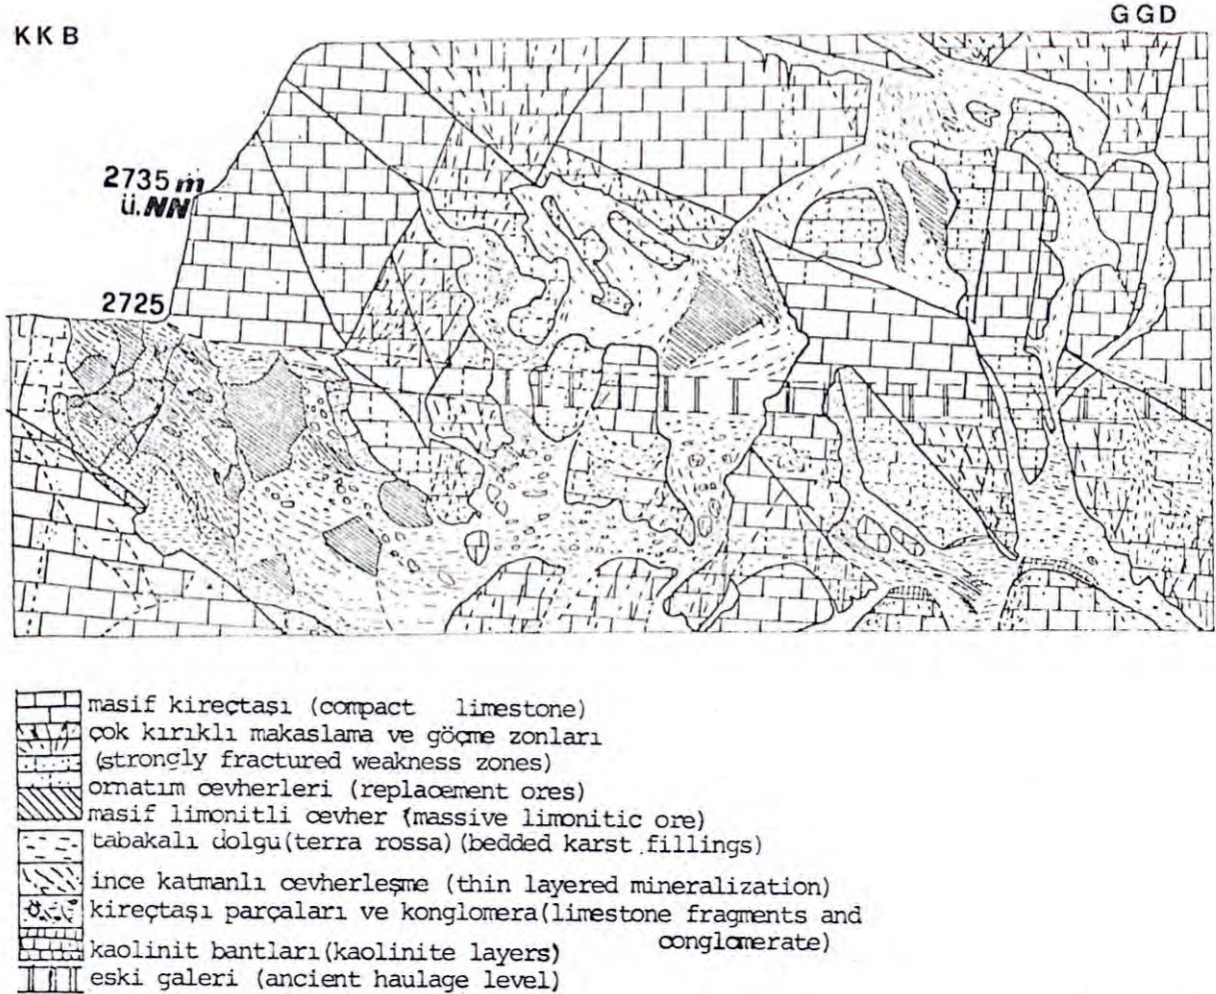 KKB
GGD
2735 m
ü.NN
2725
masif kireçtaşı (compact limestone)
çok kırıklı makaslama ve göçme zonları
(strongly fractured weakness zones)
ornatım cevherleri (replacement ores)
masif limonitli cevher (massive limonitic ore)
tabakalı dolgu(terra rossa) (bedded karst fillings)
ince katmanlı cevherleşme (thin layered mineralization)
kireçtaşı parçaları ve konglomera(limestone fragments and
conglomerate)
kaolinit bantları(kaolinite layers)
eski galeri (ancient haulage level)